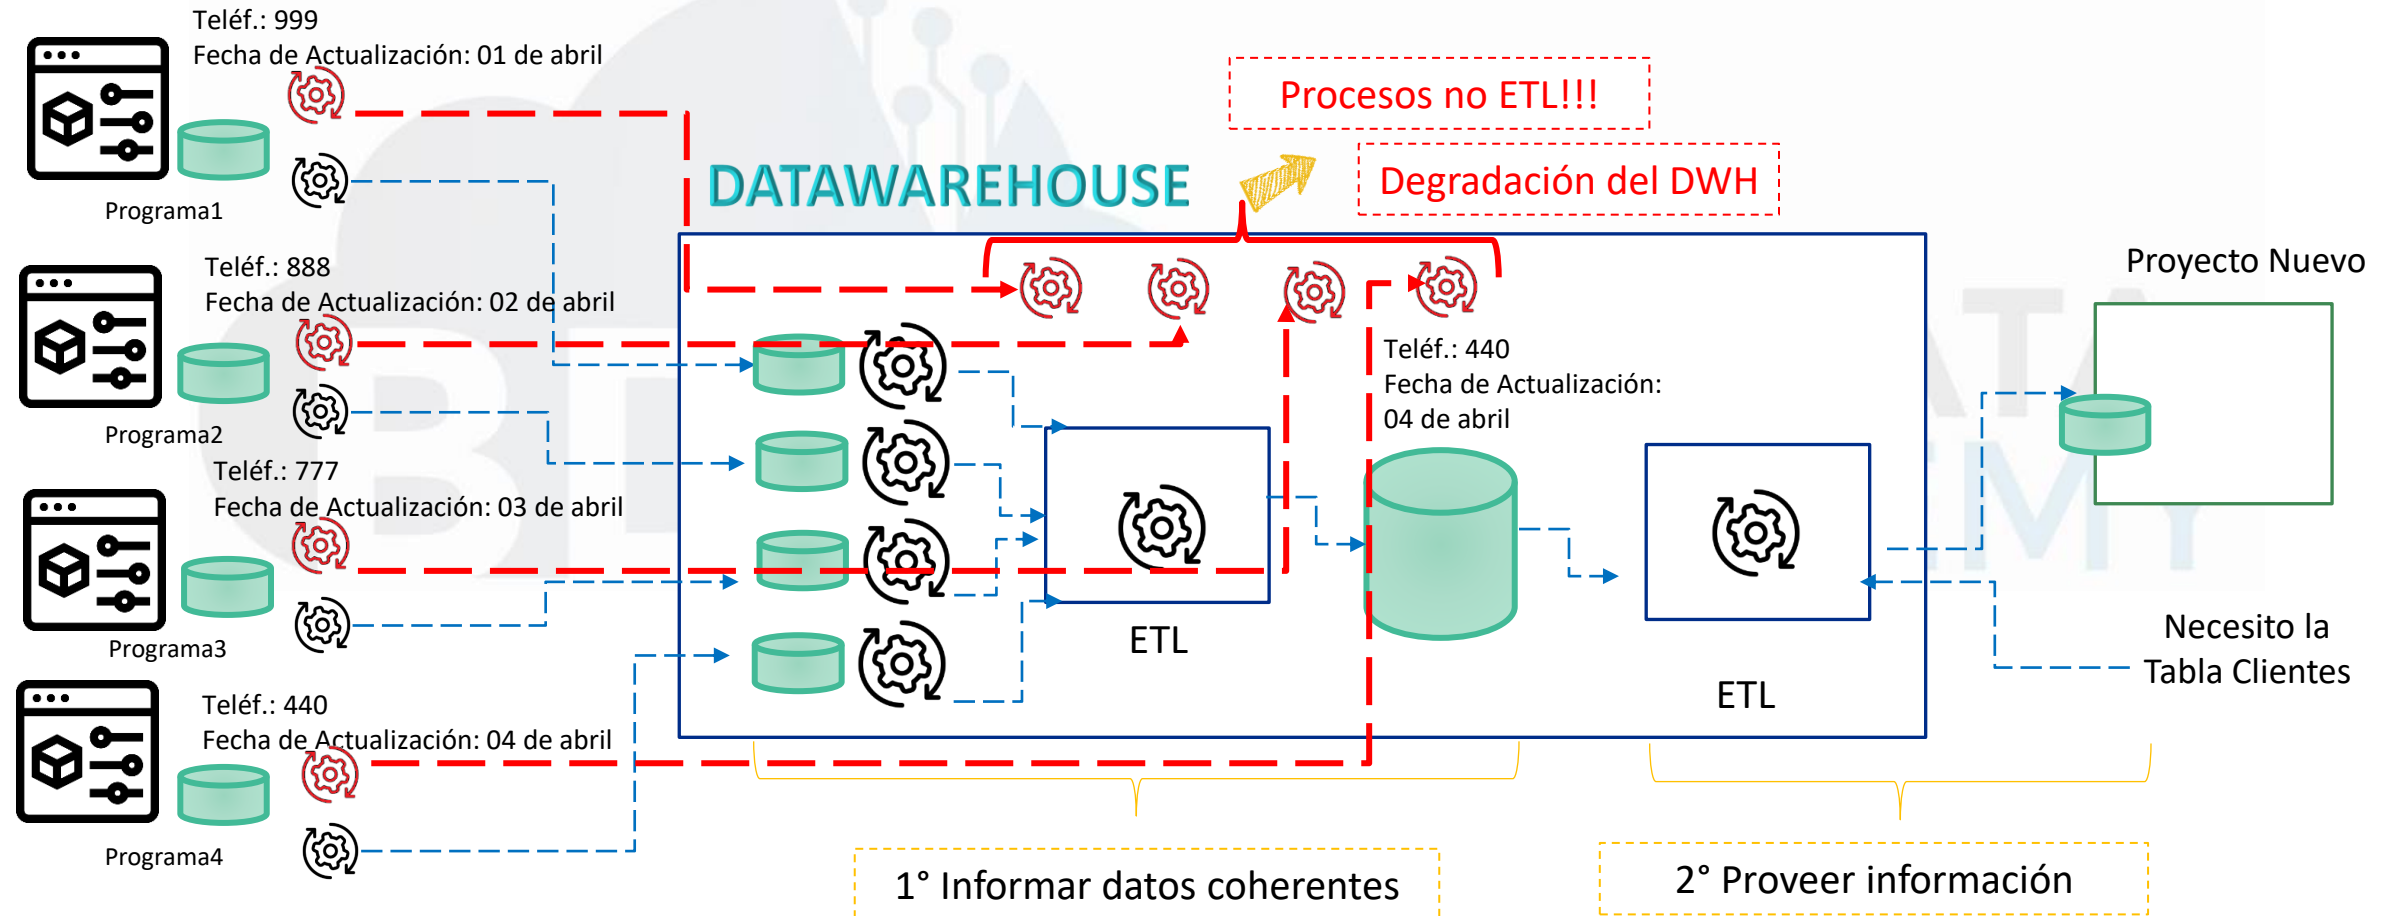 Teléf.: 999
Fecha de Actualización: 01 de abril
Programa1
Teléf.: 888
Fecha de Actualización: 02 de abril
Programa2
Teléf.: 777
Fecha de Actualización: 03 de abril
Programa3
Teléf.: 440
Fecha de Actualización: 04 de abril
Programa4
DATAWAREHOUSE
Procesos no ETL!!!
Degradación del DWH
ETL
Teléf.: 440
Fecha de Actualización:
04 de abril
ETL
Proyecto Nuevo
Necesito la
Tabla Clientes
1° Informar datos coherentes
2° Proveer información